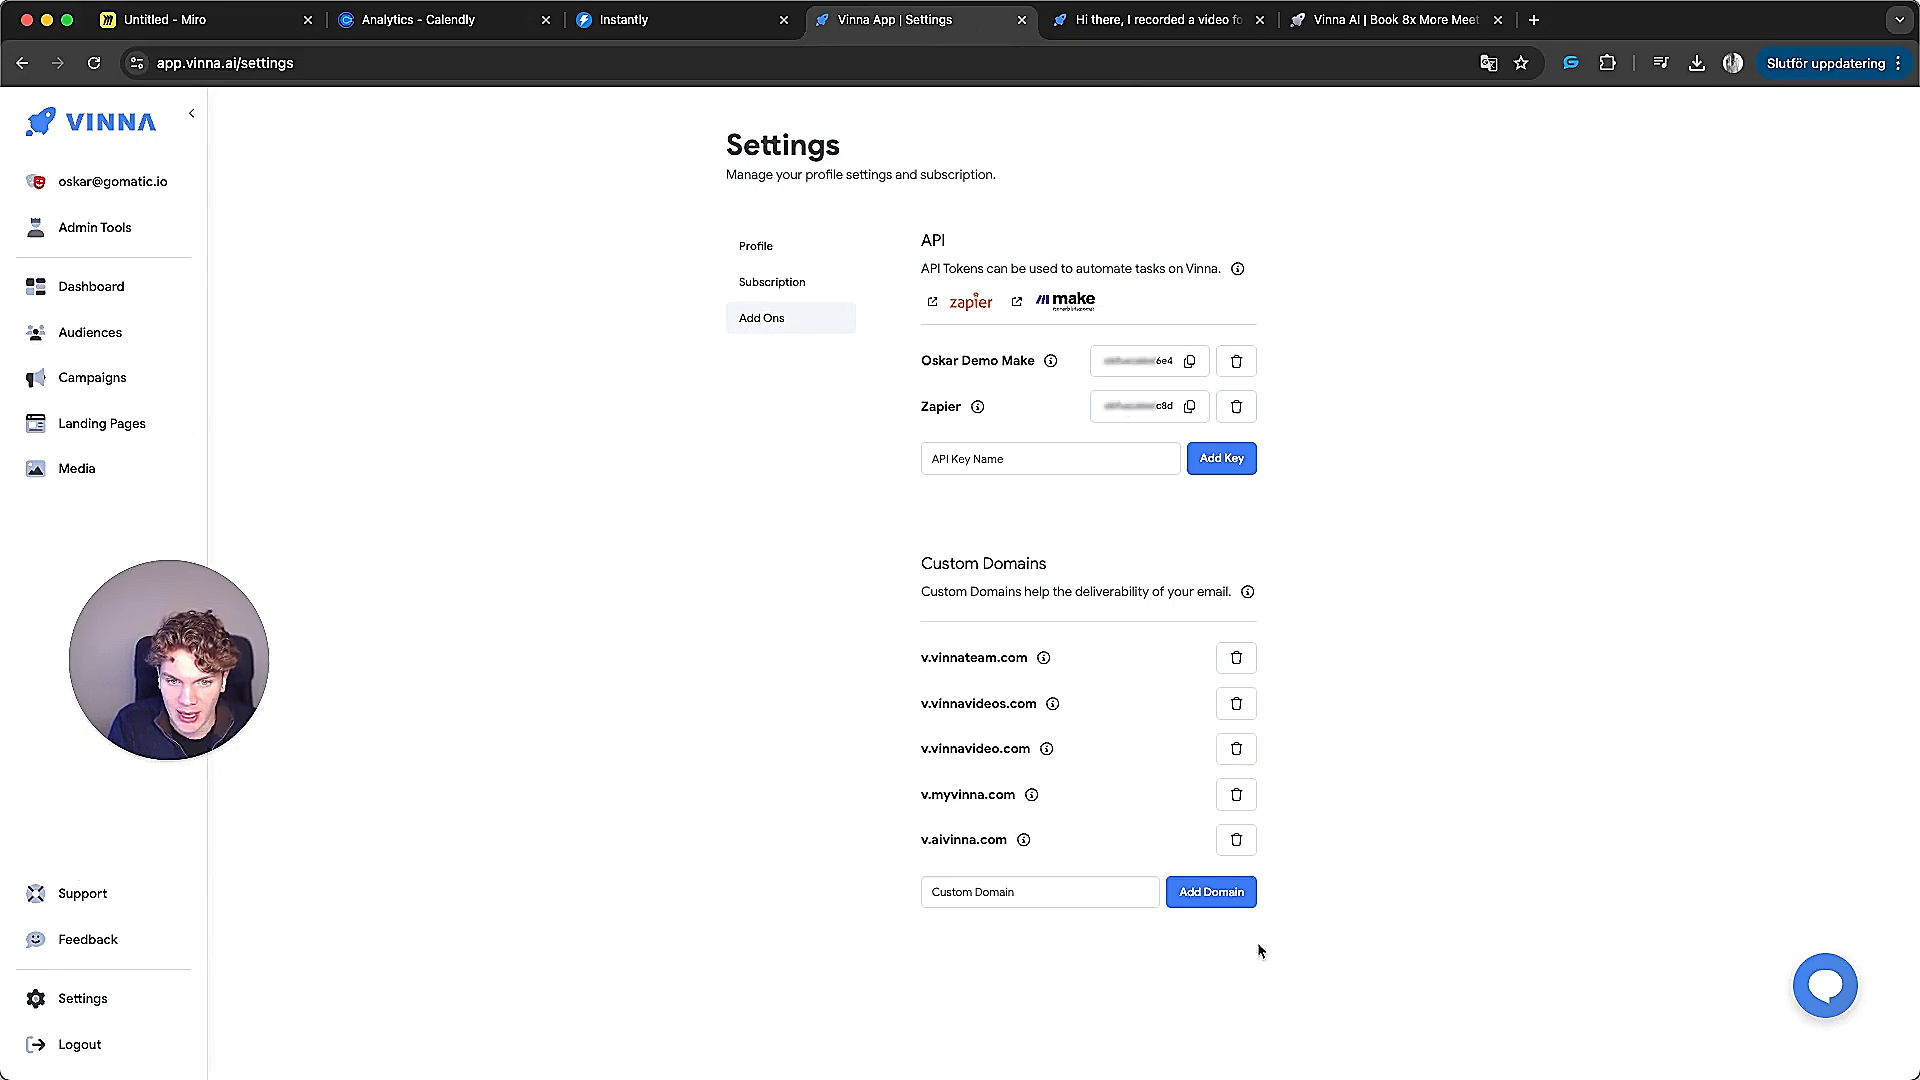 Untitled - Miro
Analytics - Calendly
Instantly
Vinna App | Settings
Hi there, I recorded a video fo
Vinna AI | Book 8x More Meet
app.vinna.ai/settings
Slutför uppdatering
VINNA
oskar@gomatic.io
Admin Tools
Dashboard
Audiences
Campaigns
Landing Pages
Media
Support
Feedback
Settings
Logout
Settings
Manage your profile settings and subscription.
Profile
Subscription
Add Ons
API
API Tokens can be used to automate tasks on Vinna.
zapier
make
Oskar Demo Make
6e4
Zapier
c8d
API Key Name
Add Key
Custom Domains
Custom Domains help the deliverability of your email.
v.vinnateam.com
v.vinnavideos.com
v.vinnavideo.com
v.myvinna.com
v.aivinna.com
Custom Domain
Add Domain